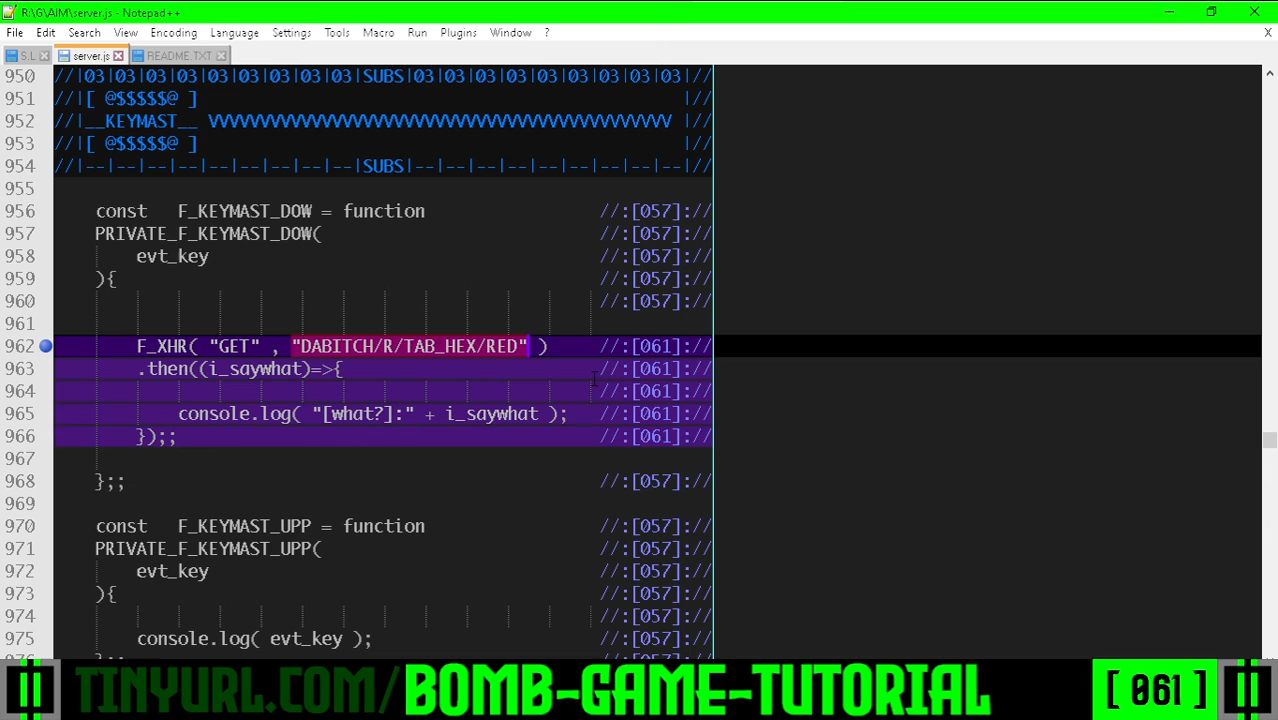 R:\G\AIM\server.js - Notepad++
File Edit Search View Encoding Language Settings Tools Macro Run Plugins Window ? X
S.L server.js README.TXT
950 //|03|03|03|03|03|03|03|03|03|SUBS|03|03|03|03|03|03|03|03|03|//
951 //|[ @$$$$$@ ] |//
952 //|__KEYMAST__ VVVVVVVVVVVVVVVVVVVVVVVVVVVVVVVVVVVVVVVVVVVVV |//
953 //|[ @$$$$$@ ] |//
954 //|--|--|--|--|--|--|--|--|--|SUBS|--|--|--|--|--|--|--|--|--|//
955
956 const F_KEYMAST_DOW = function //:[057]://
957 PRIVATE_F_KEYMAST_DOW( //:[057]://
958 evt_key //:[057]://
959 ){ //:[057]://
960 //:[057]://
961
962 F_XHR( "GET" , "DABITCH/R/TAB_HEX/RED" ) //:[061]://
963 .then((i_saywhat)=>{ //:[061]://
964 //:[061]://
965 console.log( "[what?]:" + i_saywhat ); //:[061]://
966 });; //:[061]://
967
968 };; //:[057]://
969
970 const F_KEYMAST_UPP = function //:[057]://
971 PRIVATE_F_KEYMAST_UPP( //:[057]://
972 evt_key //:[057]://
973 ){ //:[057]://
974 //:[057]://
975 console.log( evt_key ); //:[057]://
TINYURL.COM/BOMB-GAME-TUTORIAL [ 061 ]